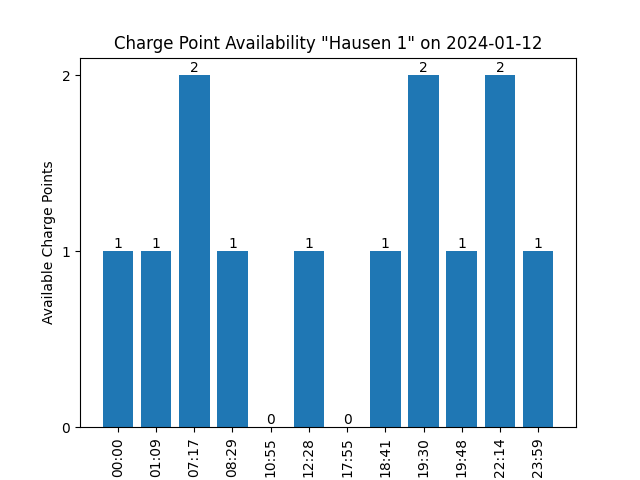 Charge Point Availability "Hausen 1" on 2024-01-12
Available Charge Points
2
1
0
1 1 2 1 0 1 0 1 2 1 2 1
00:00 01:09 07:17 08:29 10:55 12:28 17:55 18:41 19:30 19:48 22:14 23:59